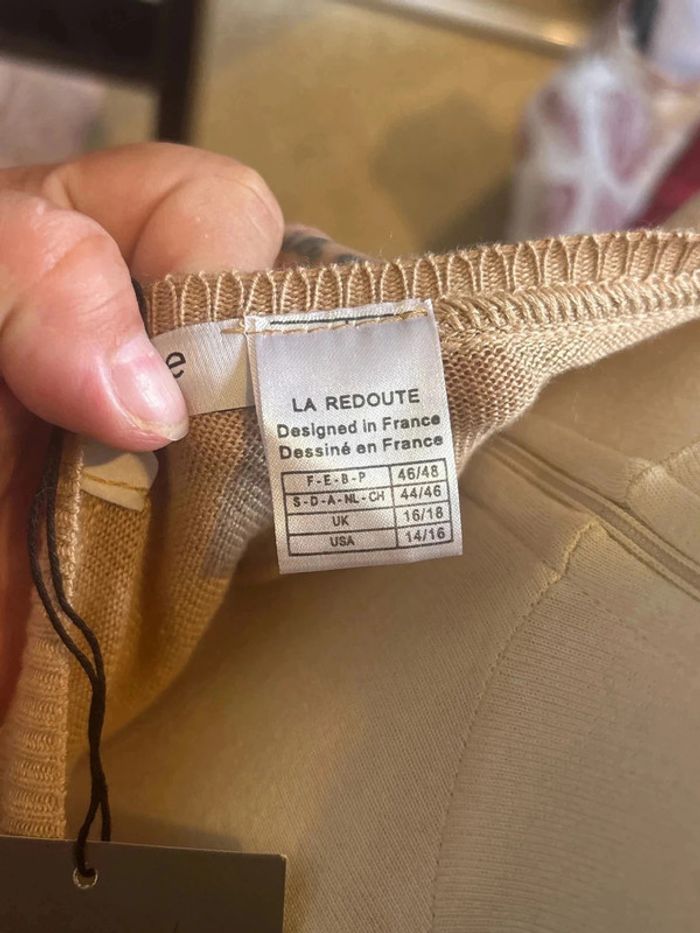 e
LA REDOUTE
Designed in France
Dessiné en France
F-E-B-P 46/48
S-D-A-NL-CH 44/46
UK 16/18
USA 14/16